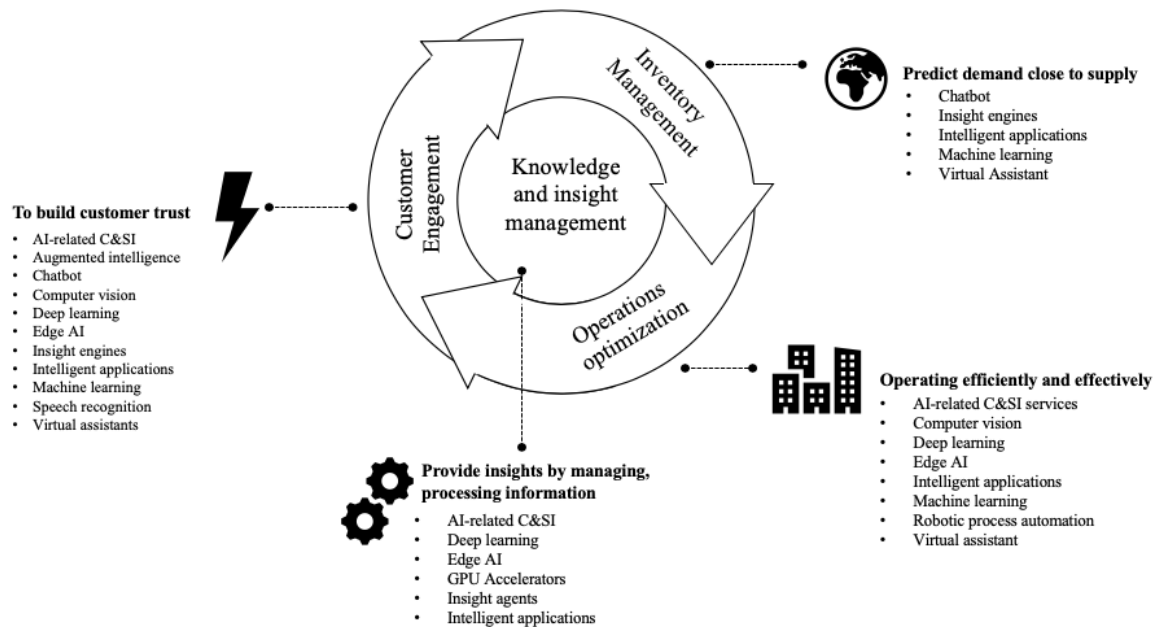 Inventory
Management
Customer
Engagement
Knowledge
and insight
management
Operations
optimization
Predict demand close to supply
• Chatbot
• Insight engines
• Intelligent applications
• Machine learning
• Virtual Assistant
To build customer trust
• AI-related C&SI
• Augmented intelligence
• Chatbot
• Computer vision
• Deep learning
• Edge AI
• Insight engines
• Intelligent applications
• Machine learning
• Speech recognition
• Virtual assistants
Operating efficiently and effectively
• AI-related C&SI services
• Computer vision
• Deep learning
• Edge AI
• Intelligent applications
• Machine learning
• Robotic process automation
• Virtual assistant
Provide insights by managing,
processing information
• AI-related C&SI
• Deep learning
• Edge AI
• GPU Accelerators
• Insight agents
• Intelligent applications